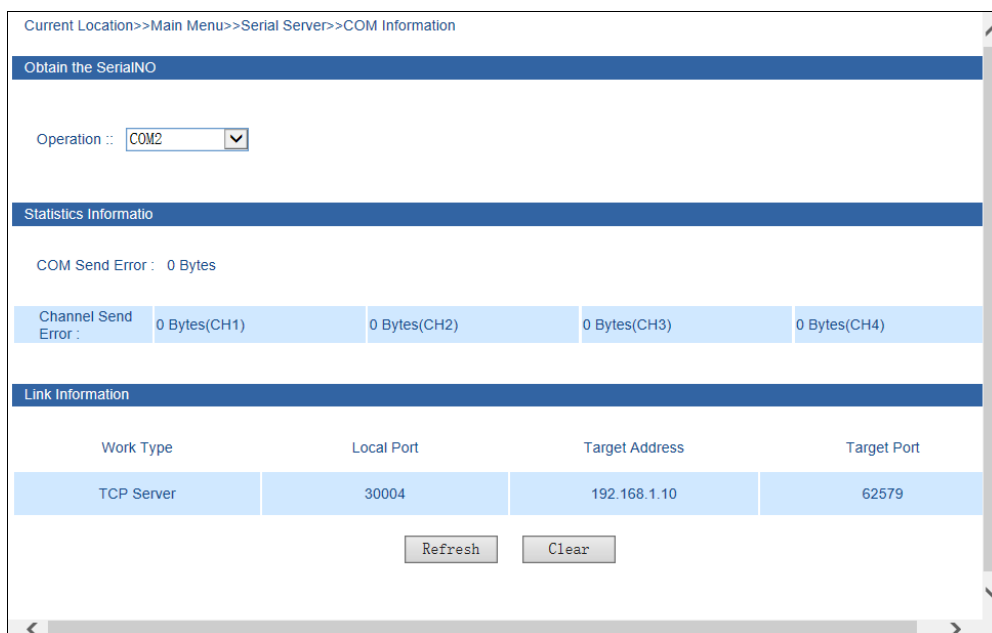 Current Location>>Main Menu>>Serial Server>>COM Information
Obtain the SerialNO
Operation :: COM2
Statistics Informatio
COM Send Error : 0 Bytes
Channel Send
Error :
0 Bytes(CH1) 0 Bytes(CH2) 0 Bytes(CH3) 0 Bytes(CH4)
Link Information
Work Type Local Port Target Address Target Port
TCP Server 30004 192.168.1.10 62579
Refresh Clear